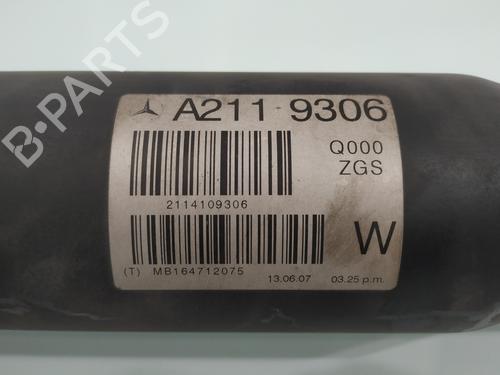 A211 9306
Q000
ZGS
2114109306
W
(T) MB164712075
13.06.07 03.25 p.m.
B-PARTS